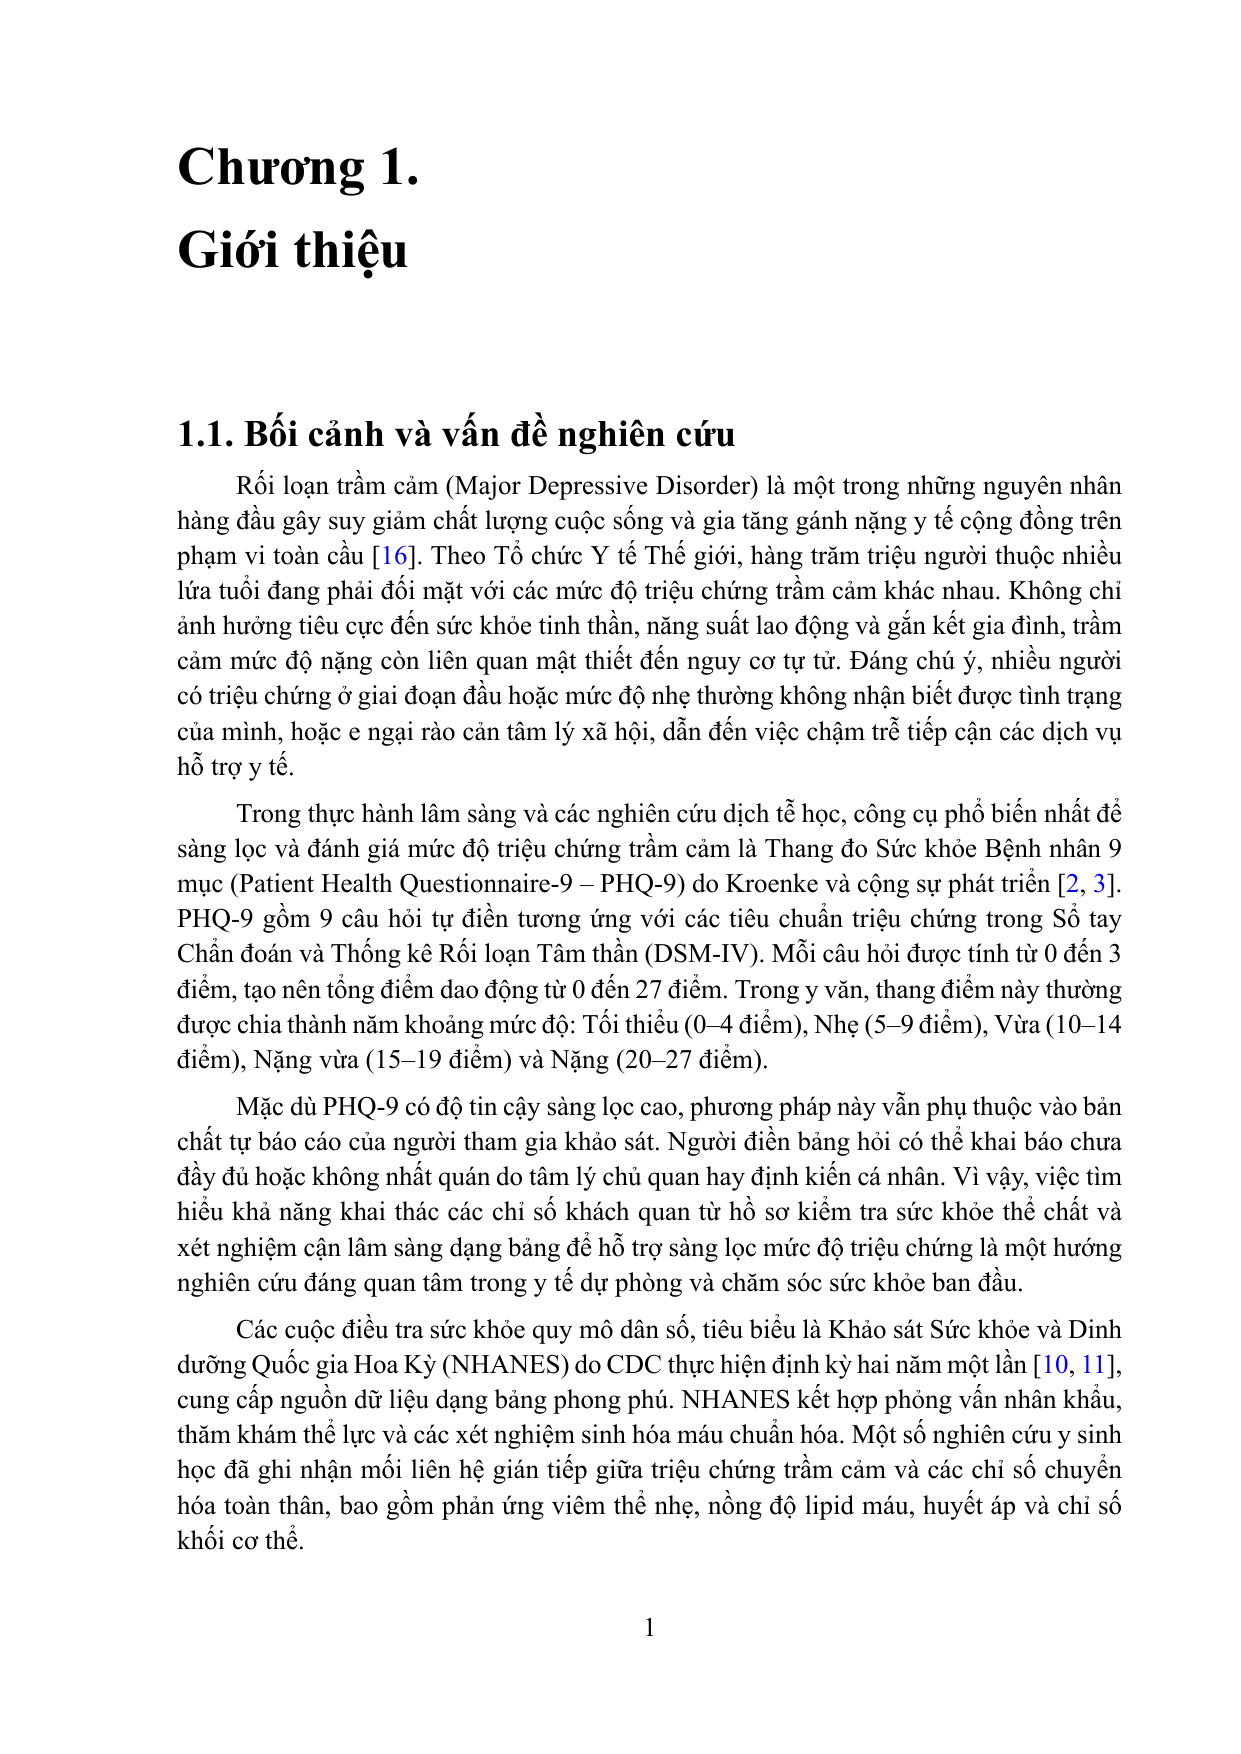 Chương 1.
Giới thiệu
1.1. Bối cảnh và vấn đề nghiên cứu
Rối loạn trầm cảm (Major Depressive Disorder) là một trong những nguyên nhân
hàng đầu gây suy giảm chất lượng cuộc sống và gia tăng gánh nặng y tế cộng đồng trên
phạm vi toàn cầu [16]. Theo Tổ chức Y tế Thế giới, hàng trăm triệu người thuộc nhiều
lứa tuổi đang phải đối mặt với các mức độ triệu chứng trầm cảm khác nhau. Không chỉ
ảnh hưởng tiêu cực đến sức khỏe tinh thần, năng suất lao động và gắn kết gia đình, trầm
cảm mức độ nặng còn liên quan mật thiết đến nguy cơ tự tử. Đáng chú ý, nhiều người
có triệu chứng ở giai đoạn đầu hoặc mức độ nhẹ thường không nhận biết được tình trạng
của mình, hoặc e ngại rào cản tâm lý xã hội, dẫn đến việc chậm trễ tiếp cận các dịch vụ
hỗ trợ y tế.
Trong thực hành lâm sàng và các nghiên cứu dịch tễ học, công cụ phổ biến nhất để
sàng lọc và đánh giá mức độ triệu chứng trầm cảm là Thang đo Sức khỏe Bệnh nhân 9
mục (Patient Health Questionnaire-9 – PHQ-9) do Kroenke và cộng sự phát triển [2, 3].
PHQ-9 gồm 9 câu hỏi tự điền tương ứng với các tiêu chuẩn triệu chứng trong Sổ tay
Chẩn đoán và Thống kê Rối loạn Tâm thần (DSM-IV). Mỗi câu hỏi được tính từ 0 đến 3
điểm, tạo nên tổng điểm dao động từ 0 đến 27 điểm. Trong y văn, thang điểm này thường
được chia thành năm khoảng mức độ: Tối thiểu (0–4 điểm), Nhẹ (5–9 điểm), Vừa (10–14
điểm), Nặng vừa (15–19 điểm) và Nặng (20–27 điểm).
Mặc dù PHQ-9 có độ tin cậy sàng lọc cao, phương pháp này vẫn phụ thuộc vào bản
chất tự báo cáo của người tham gia khảo sát. Người điền bảng hỏi có thể khai báo chưa
đầy đủ hoặc không nhất quán do tâm lý chủ quan hay định kiến cá nhân. Vì vậy, việc tìm
hiểu khả năng khai thác các chỉ số khách quan từ hồ sơ kiểm tra sức khỏe thể chất và
xét nghiệm cận lâm sàng dạng bảng để hỗ trợ sàng lọc mức độ triệu chứng là một hướng
nghiên cứu đáng quan tâm trong y tế dự phòng và chăm sóc sức khỏe ban đầu.
Các cuộc điều tra sức khỏe quy mô dân số, tiêu biểu là Khảo sát Sức khỏe và Dinh
dưỡng Quốc gia Hoa Kỳ (NHANES) do CDC thực hiện định kỳ hai năm một lần [10, 11],
cung cấp nguồn dữ liệu dạng bảng phong phú. NHANES kết hợp phỏng vấn nhân khẩu,
thăm khám thể lực và các xét nghiệm sinh hóa máu chuẩn hóa. Một số nghiên cứu y sinh
học đã ghi nhận mối liên hệ gián tiếp giữa triệu chứng trầm cảm và các chỉ số chuyển
hóa toàn thân, bao gồm phản ứng viêm thể nhẹ, nồng độ lipid máu, huyết áp và chỉ số
khối cơ thể.
1